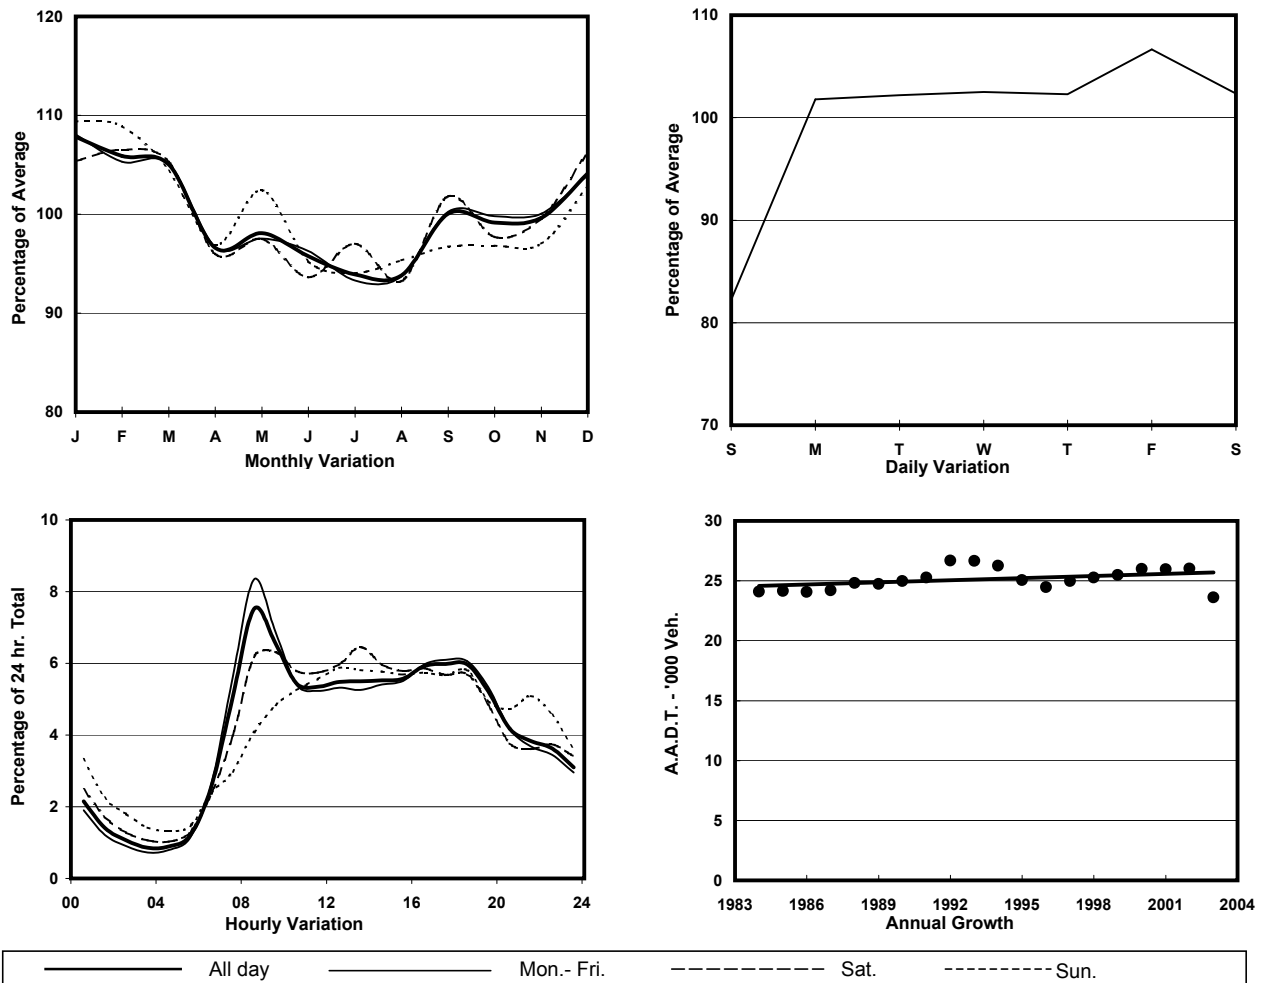 120
110
100
90
80
Percentage of Average
J F M A M J J A S O N D
Monthly Variation
110
100
90
80
70
Percentage of Average
S M T W T F S
Daily Variation
10
8
6
4
2
0
Percentage of 24 hr. Total
00 04 08 12 16 20 24
Hourly Variation
30
25
20
15
10
5
0
A.A.D.T. - '000 Veh.
1983 1986 1989 1992 1995 1998 2001 2004
Annual Growth
All day Mon.- Fri. Sat. Sun.